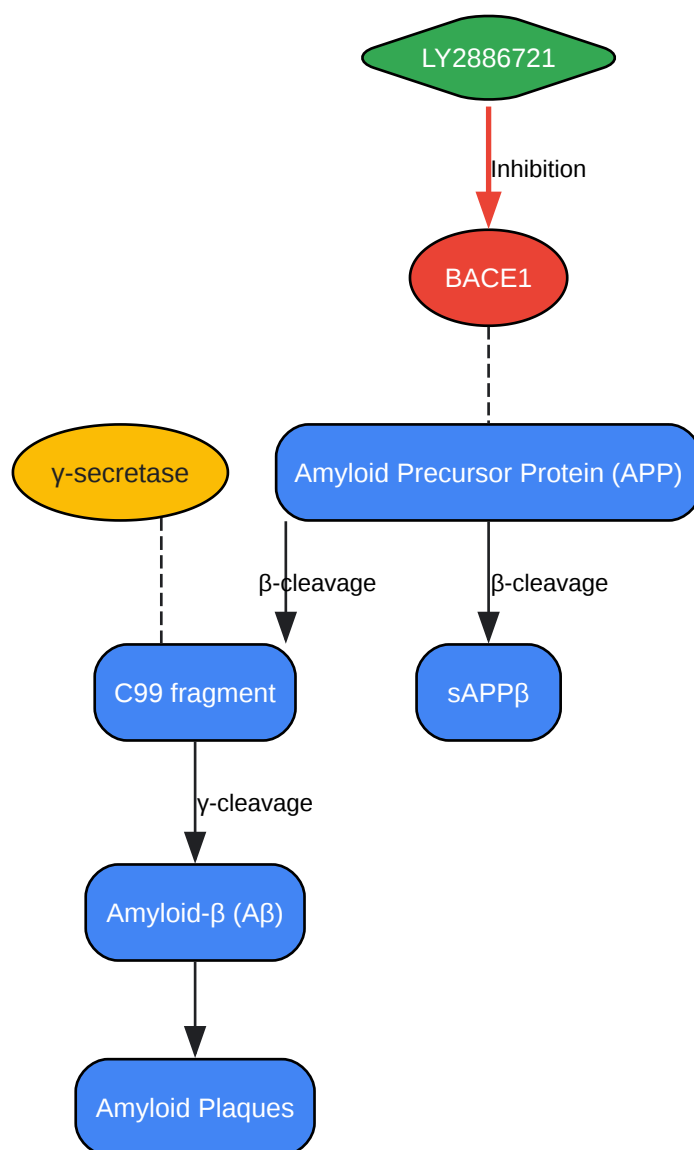 LY2886721
Inhibition
BACE1
γ-secretase
Amyloid Precursor Protein (APP)
β-cleavage
β-cleavage
C99 fragment
sAPPβ
γ-cleavage
Amyloid-β (Aβ)
Amyloid Plaques